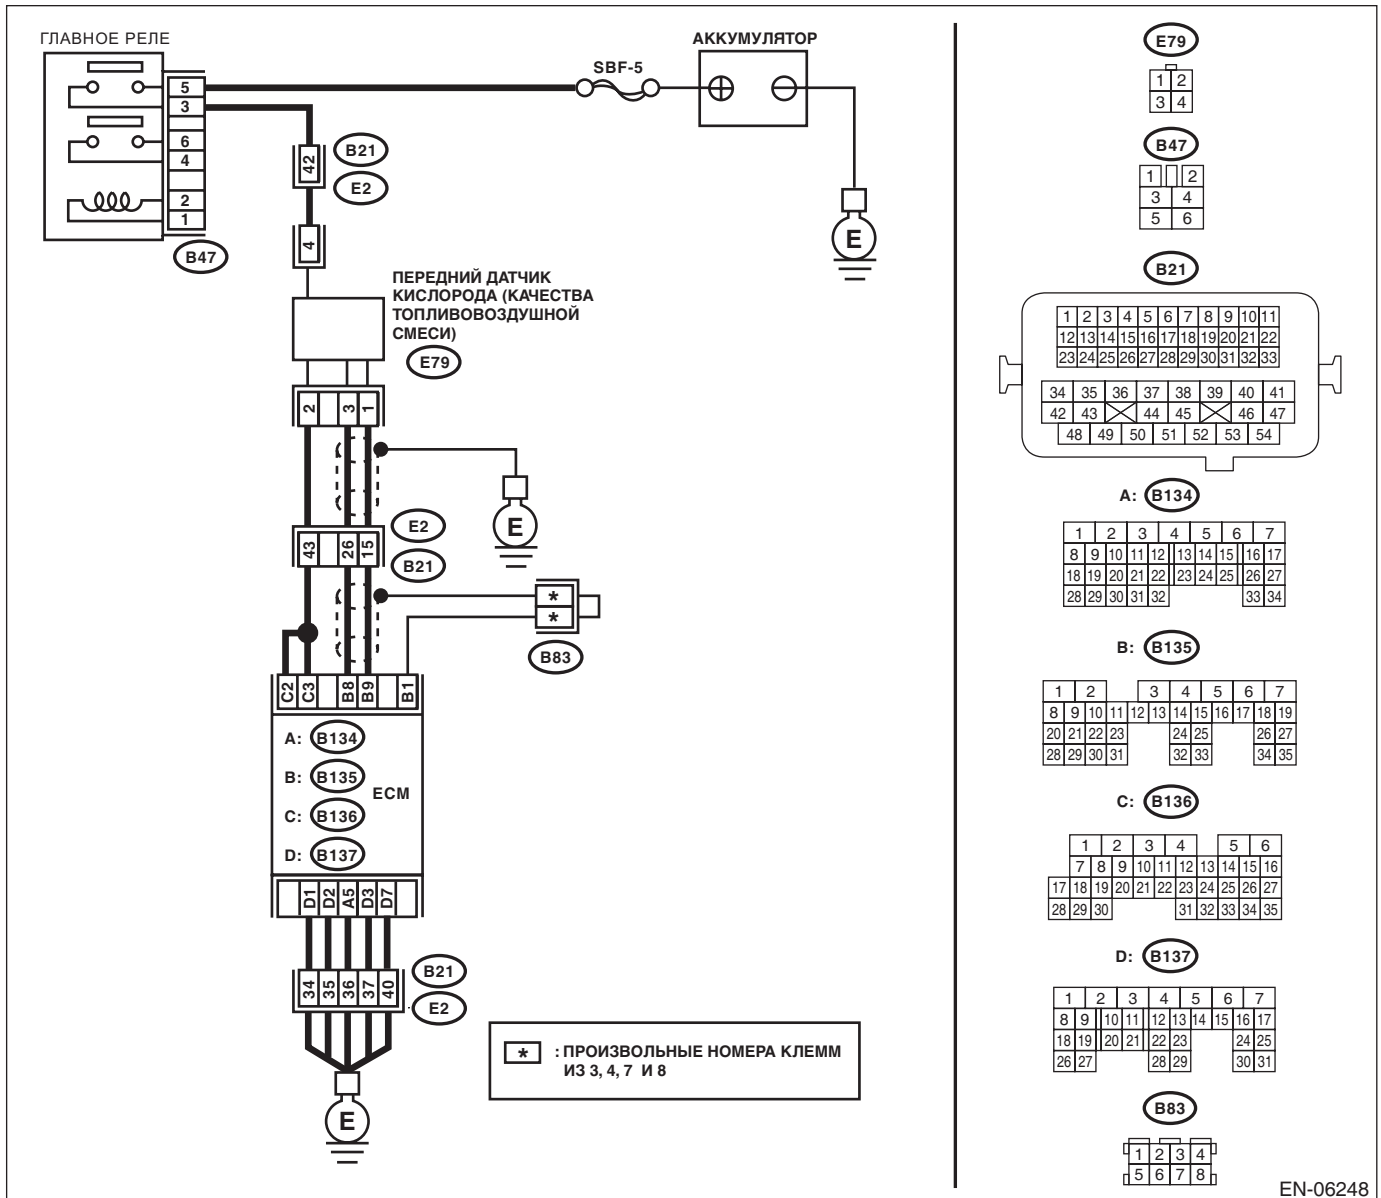 ГЛАВНОЕ РЕЛЕ
5
3
6
4
2
1
B47
SBF-5
АККУМУЛЯТОР
E
42
B21
E2
4
ПЕРЕДНИЙ ДАТЧИК
КИСЛОРОДА (КАЧЕСТВА
ТОПЛИВОВОЗДУШНОЙ
СМЕСИ)
E79
2 3 1
E
43 26 15
E2
B21
*
*
B83
C2 C3 B8 B9 B1
A: B134
B: B135
ECM
C: B136
D: B137
D1 D2 A5 D3 D7
34 35 36 37 40
B21
E2
E
* : ПРОИЗВОЛЬНЫЕ НОМЕРА КЛЕММ
ИЗ 3, 4, 7 И 8
E79
1 2
3 4
B47
1 2
3 4
5 6
B21
1 2 3 4 5 6 7 8 9 10 11
12 13 14 15 16 17 18 19 20 21 22
23 24 25 26 27 28 29 30 31 32 33
34 35 36 37 38 39 40 41
42 43 44 45 46 47
48 49 50 51 52 53 54
A: B134
1 2 3 4 5 6 7
8 9 10 11 12 13 14 15 16 17
18 19 20 21 22 23 24 25 26 27
28 29 30 31 32 33 34
B: B135
1 2 3 4 5 6 7
8 9 10 11 12 13 14 15 16 17 18 19
20 21 22 23 24 25 26 27
28 29 30 31 32 33 34 35
C: B136
1 2 3 4 5 6
7 8 9 10 11 12 13 14 15 16
17 18 19 20 21 22 23 24 25 26 27
28 29 30 31 32 33 34 35
D: B137
1 2 3 4 5 6 7
8 9 10 11 12 13 14 15 16 17
18 19 20 21 22 23 24 25
26 27 28 29 30 31
B83
1 2 3 4
5 6 7 8
EN-06248